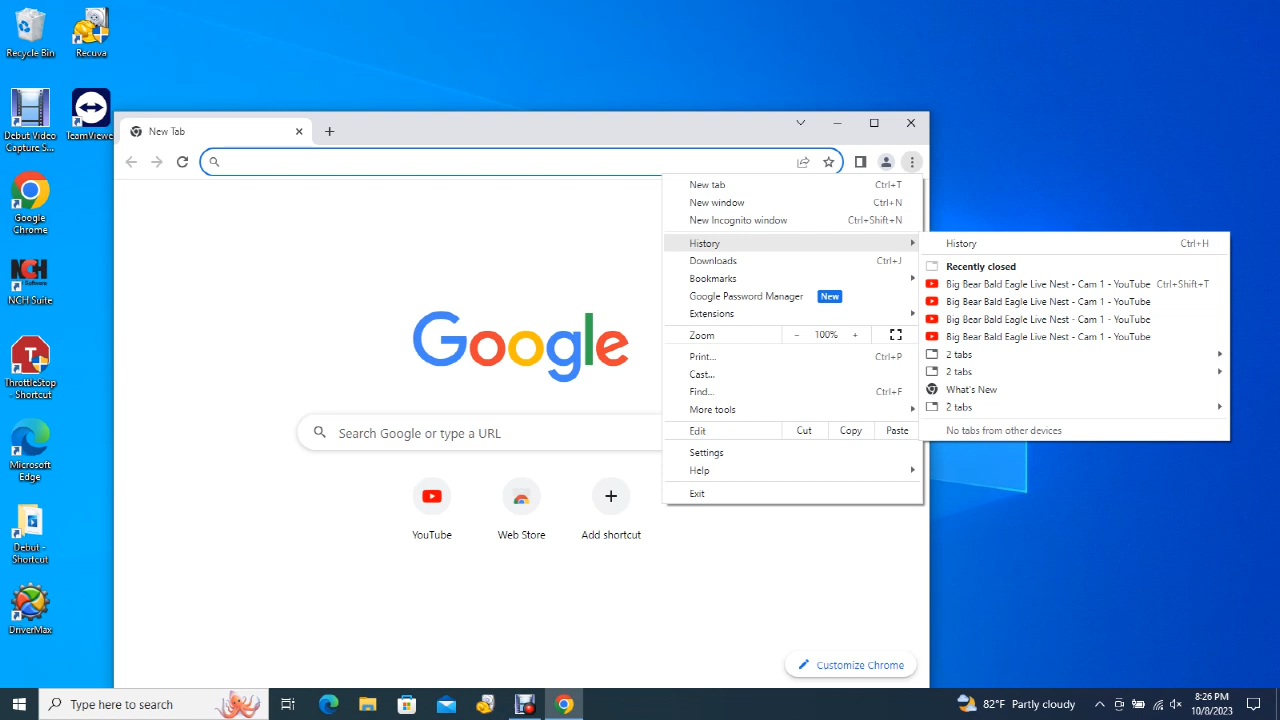 Recycle Bin
Recuva
Debut Video
Capture S...
TeamViewe
Google
Chrome
NCH
Software
NCH Suite
ThrottleStop
- Shortcut
Microsoft
Edge
Debut -
Shortcut
DriverMax
New Tab
New tab Ctrl+T
New window Ctrl+N
New Incognito window Ctrl+Shift+N
History
Downloads Ctrl+J
Bookmarks
Google Password Manager New
Extensions
Zoom - 100% +
Print... Ctrl+P
Cast...
Find... Ctrl+F
More tools
Edit Cut Copy Paste
Settings
Help
Exit
History Ctrl+H
Recently closed
Big Bear Bald Eagle Live Nest - Cam 1 - YouTube Ctrl+Shift+T
Big Bear Bald Eagle Live Nest - Cam 1 - YouTube
Big Bear Bald Eagle Live Nest - Cam 1 - YouTube
Big Bear Bald Eagle Live Nest - Cam 1 - YouTube
2 tabs
2 tabs
What's New
2 tabs
No tabs from other devices
Google
Search Google or type a URL
YouTube
Web Store
Add shortcut
Customize Chrome
Type here to search
82°F Partly cloudy
8:26 PM
10/8/2023